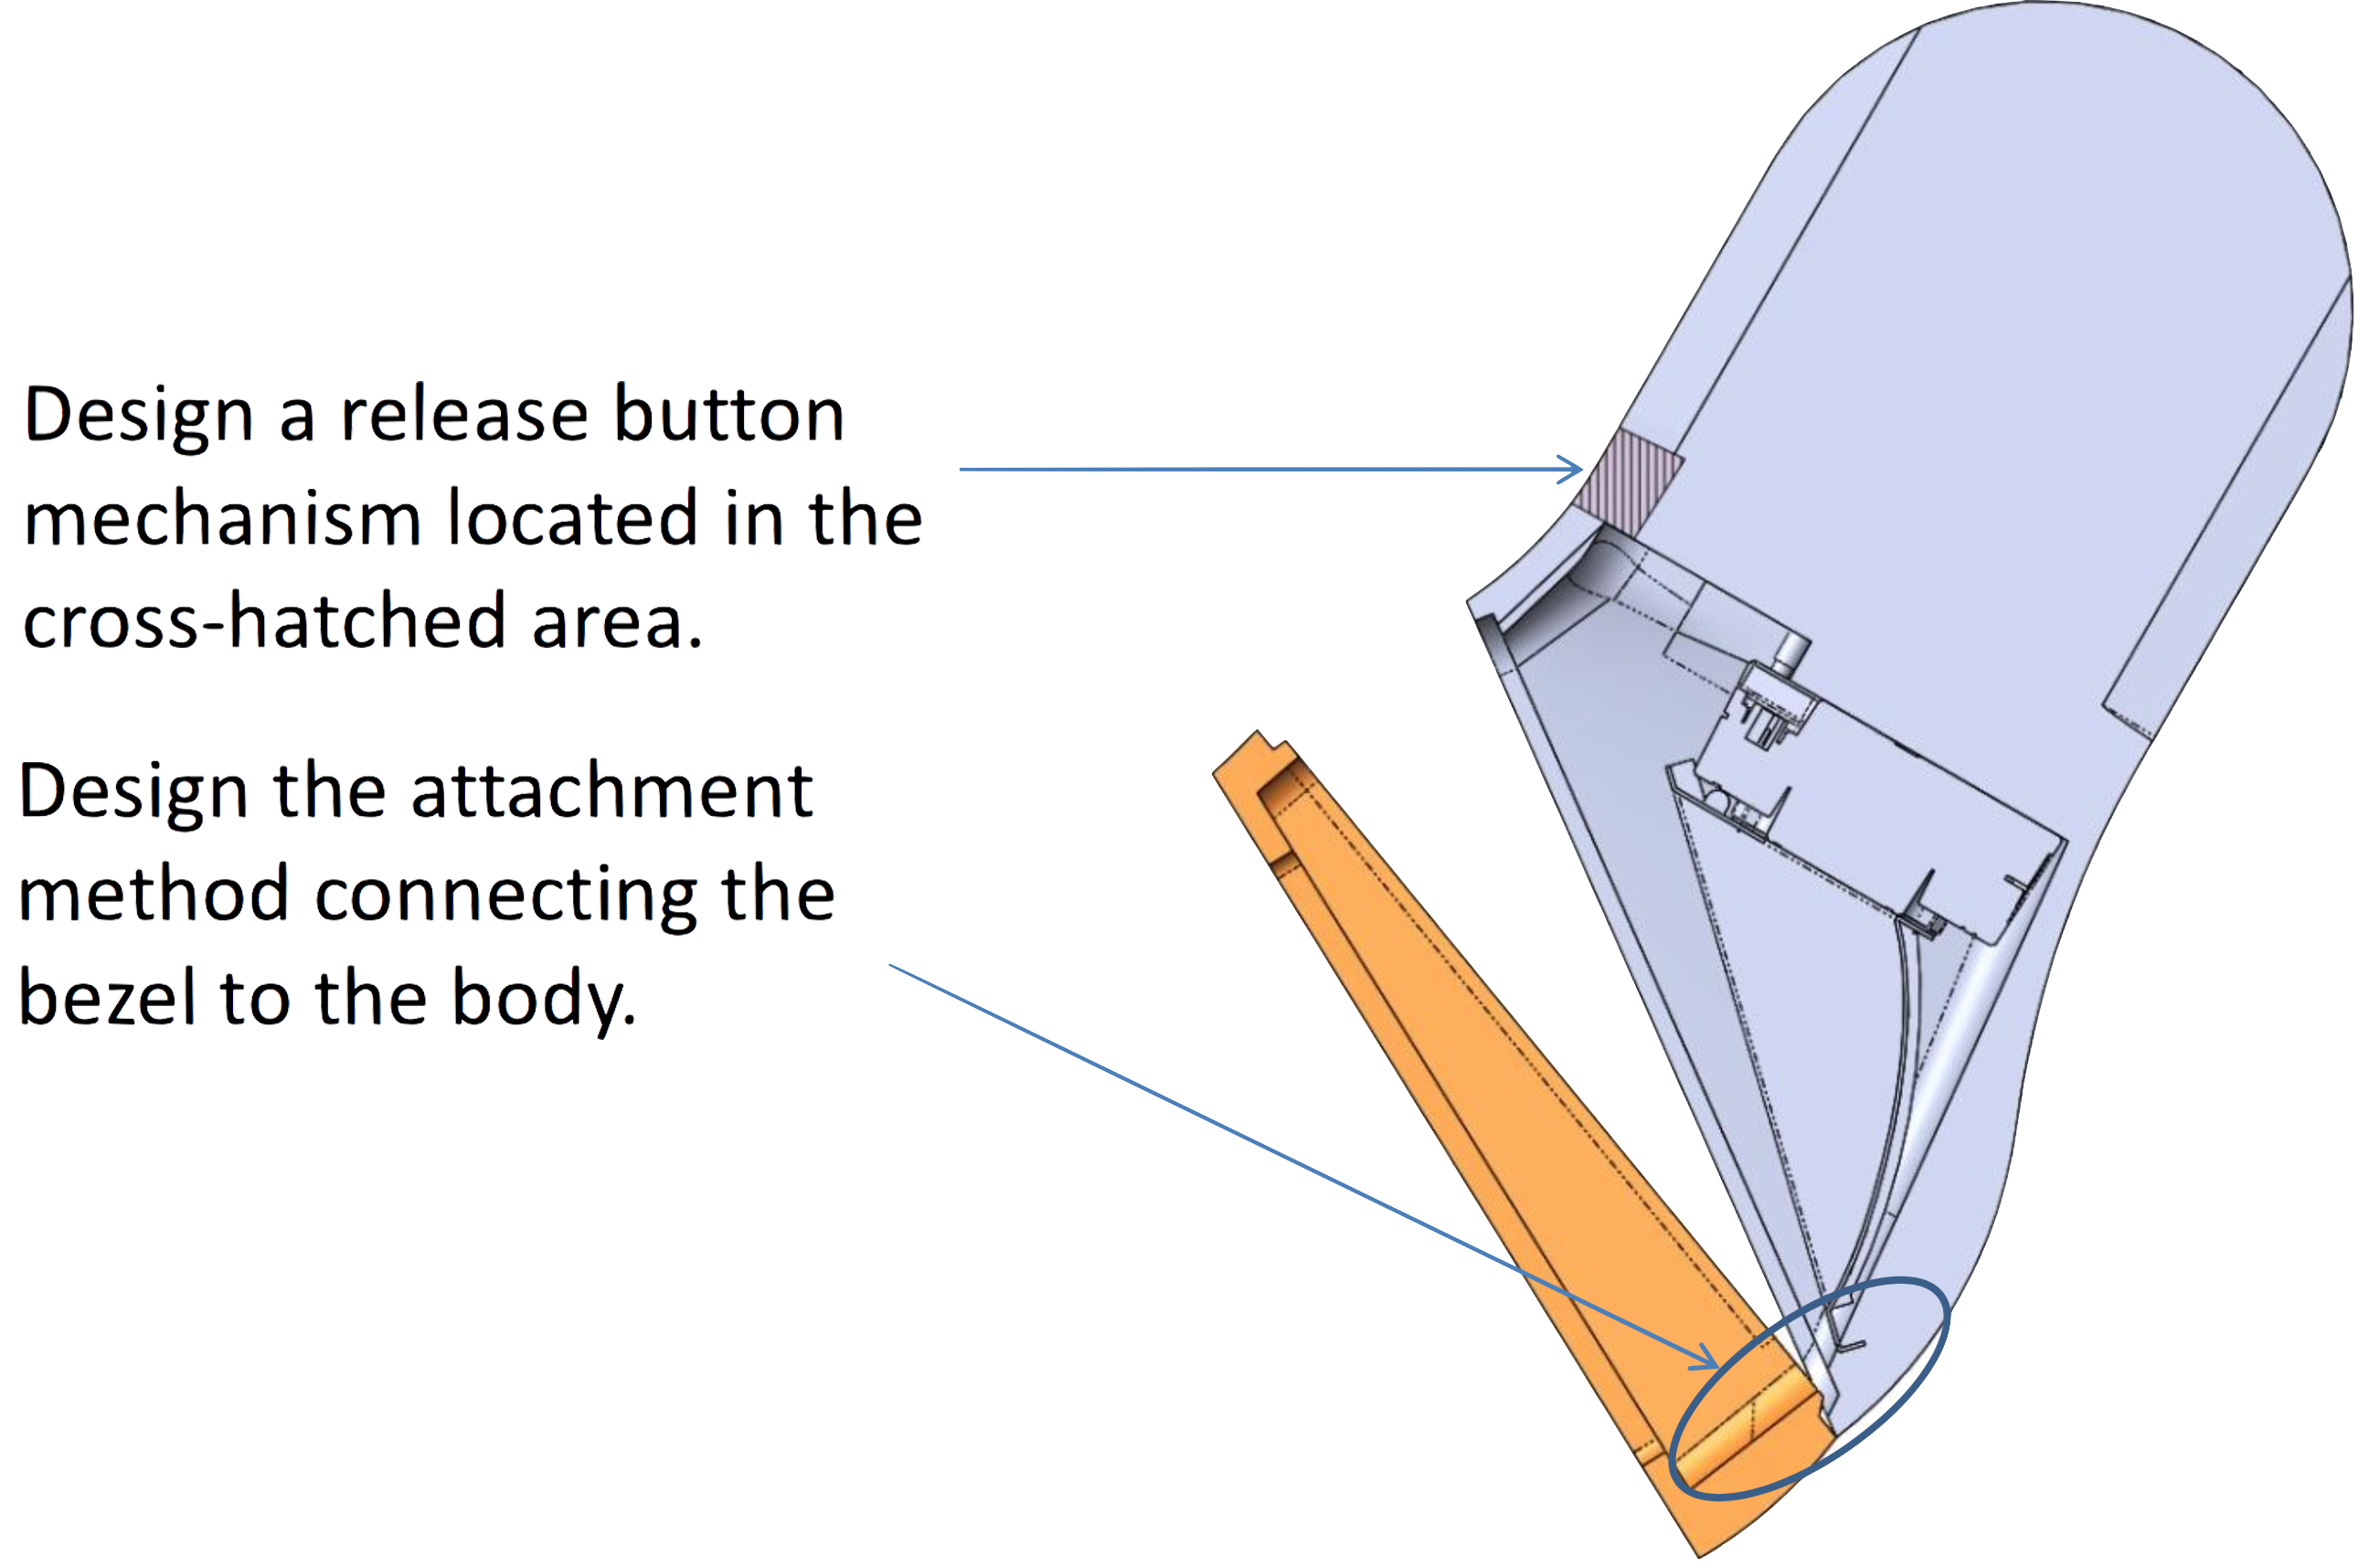 Design a release button
mechanism located in the
cross-hatched area.
Design the attachment
method connecting the
bezel to the body.